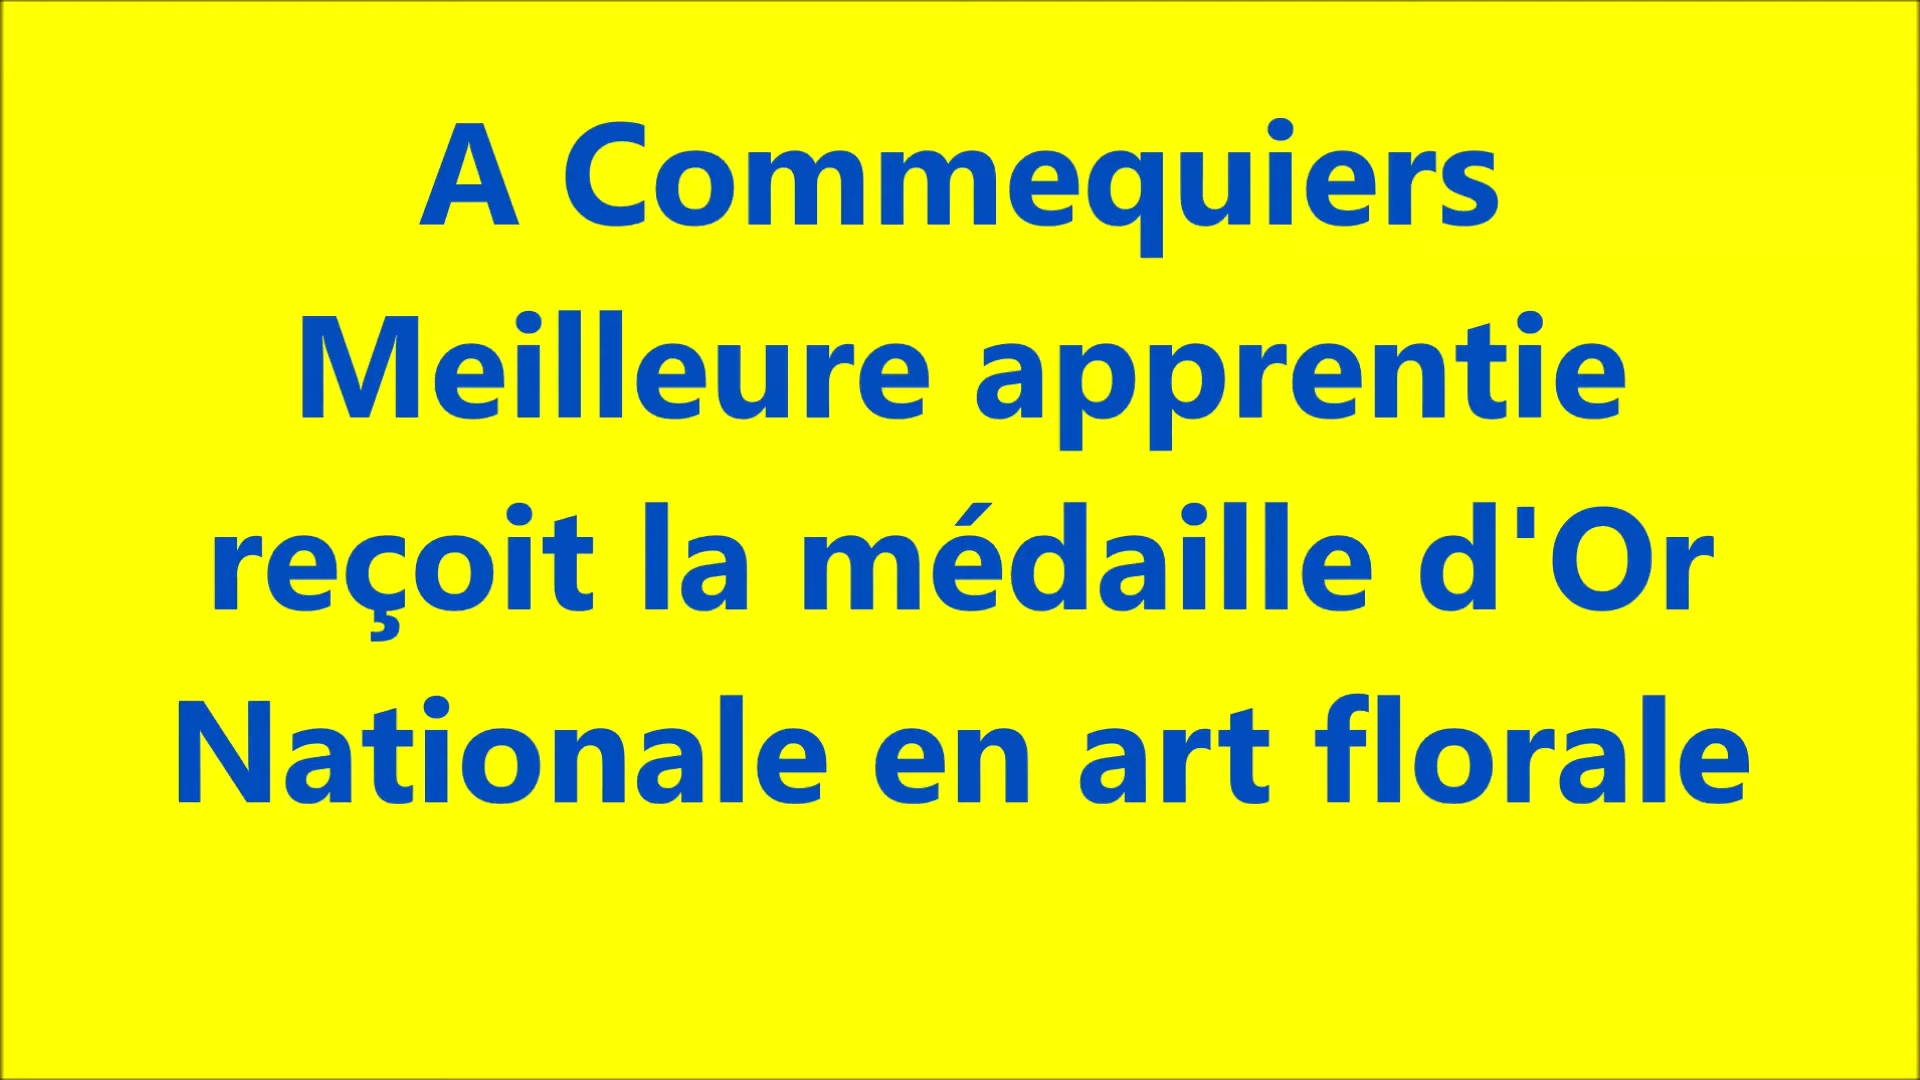 A Commequiers
Meilleure apprentie
reçoit la médaille d'Or
Nationale en art florale